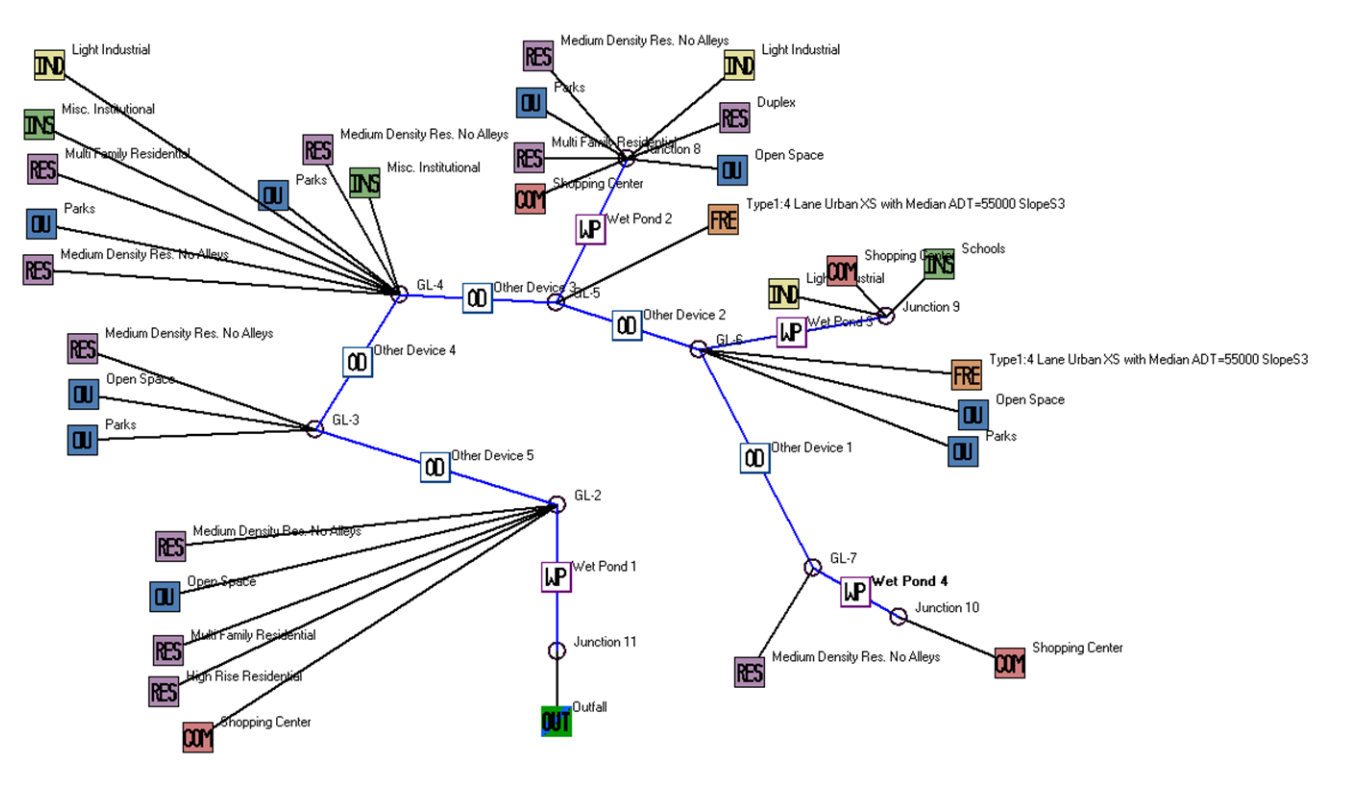 Light Industrial
IND
Misc. Institutional
INS
Multi Family Residential
RES
Parks
OU
Medium Density Res. No Alleys
RES
Medium Density Res. No Alleys
RES
Parks
OU
Misc. Institutional
INS
GL-4
Other Device 3
OD
Medium Density Res. No Alleys
RES
Parks
OU
Multi Family Residential
RES
Shopping Center
COM
Light Industrial
IND
Duplex
RES
Open Space
OU
Junction 8
Wet Pond 2
WP
Type1:4 Lane Urban XS with Median ADT=55000 SlopeS3
FRE
GL-5
Other Device 2
OD
Shopping Center
COM
Schools
INS
Light Industrial
IND
Junction 9
Wet Pond 3
WP
GL-6
Type1:4 Lane Urban XS with Median ADT=55000 SlopeS3
FRE
Open Space
OU
Parks
OU
Other Device 4
OD
Medium Density Res. No Alleys
RES
Open Space
OU
Parks
OU
GL-3
Other Device 5
OD
Other Device 1
OD
GL-2
Medium Density Res. No Alleys
RES
Open Space
OU
Multi Family Residential
RES
High Rise Residential
RES
Shopping Center
COM
Wet Pond 1
WP
Junction 11
Outfall
OUT
GL-7
Wet Pond 4
WP
Junction 10
Medium Density Res. No Alleys
RES
Shopping Center
COM